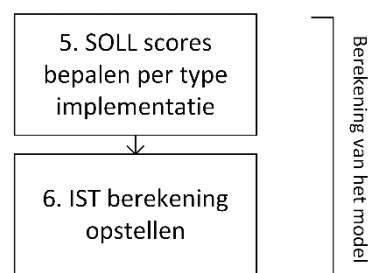 5. SOLL scores
bepalen per type
implementatie
6. IST berekening
opstellen
Berekening van het model